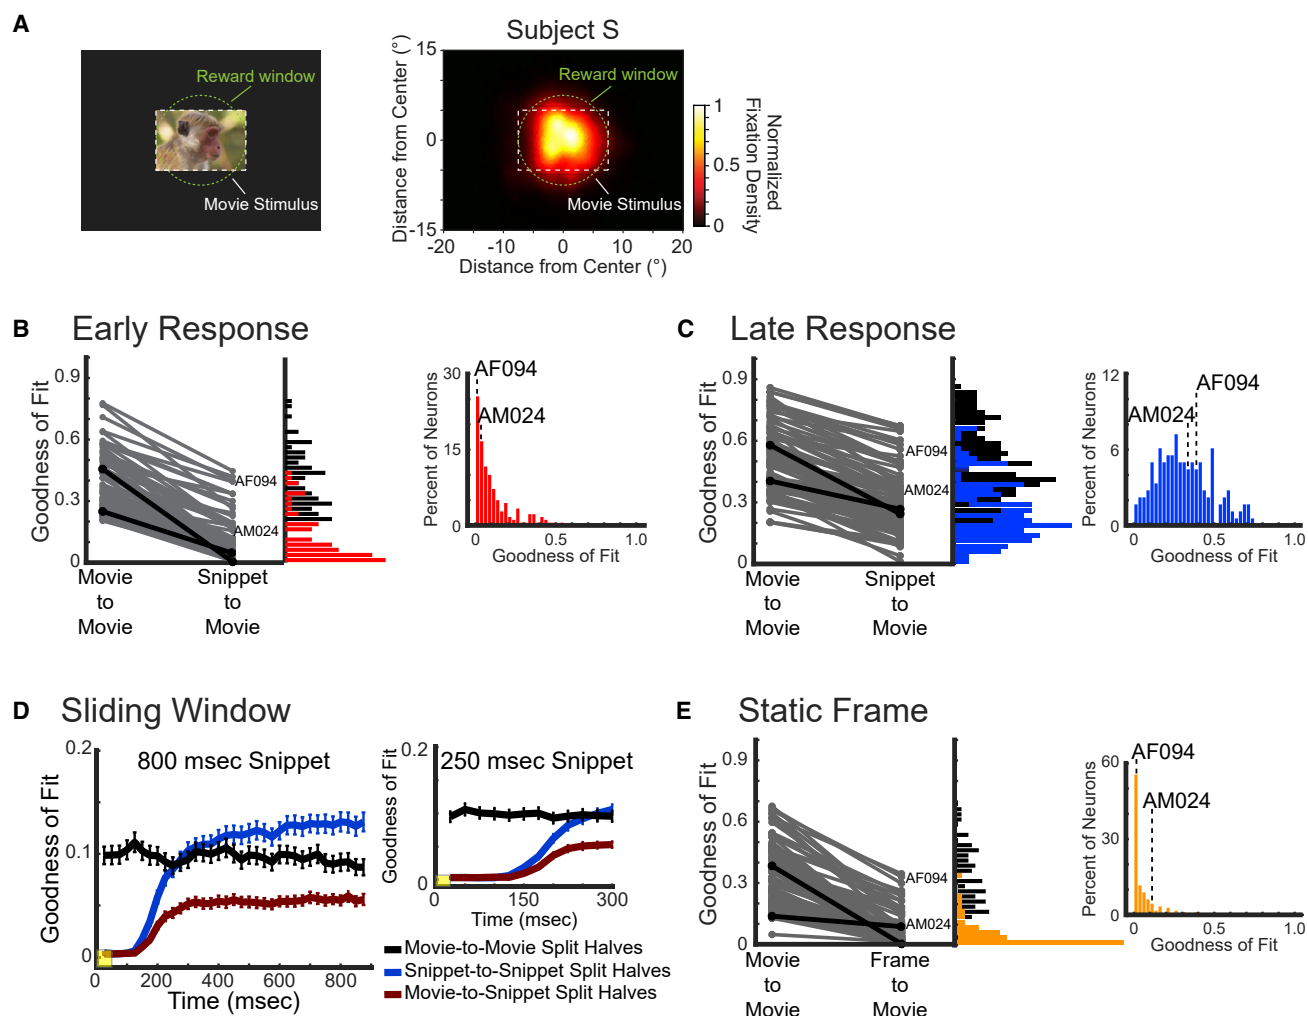 A
Reward window
Movie Stimulus
Subject S
Distance from Center (°)
15
0
-15
Reward window
Movie Stimulus
-20
-10
0
10
20
Distance from Center (°)
1
0.5
0
Normalized
Fixation Density
B
Early Response
Goodness of Fit
0.9
0.6
0.3
0
AF094
AM024
Movie
to
Movie
Snippet
to
Movie
Percent of Neurons
30
15
0
AF094
AM024
0
0.5
1.0
Goodness of Fit
C
Late Response
Goodness of Fit
0.9
0.6
0.3
0
AF094
AM024
Movie
to
Movie
Snippet
to
Movie
Percent of Neurons
12
6
0
AM024
AF094
0
0.5
1.0
Goodness of Fit
D
Sliding Window
800 msec Snippet
Goodness of Fit
0.2
0.1
0
0
200
400
600
800
Time (msec)
250 msec Snippet
Goodness of Fit
0.2
0
0
150
300
Time (msec)
Movie-to-Movie Split Halves
Snippet-to-Snippet Split Halves
Movie-to-Snippet Split Halves
E
Static Frame
Goodness of Fit
0.9
0.6
0.3
0
AF094
AM024
Movie
to
Movie
Frame
to
Movie
Percent of Neurons
60
30
0
AF094
AM024
0
0.5
1.0
Goodness of Fit